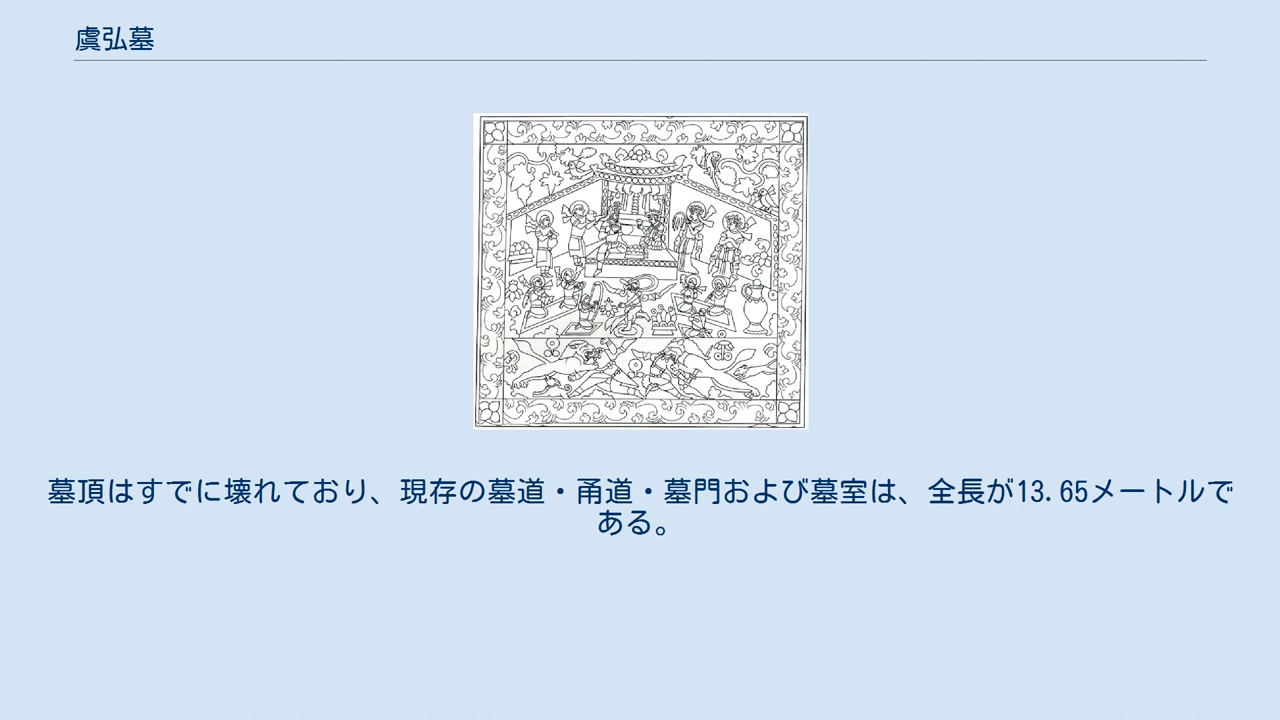 虞弘墓
墓頂はすでに壊れており、現存の墓道・甬道・墓門および墓室は、全長が13.65メートルで
ある。